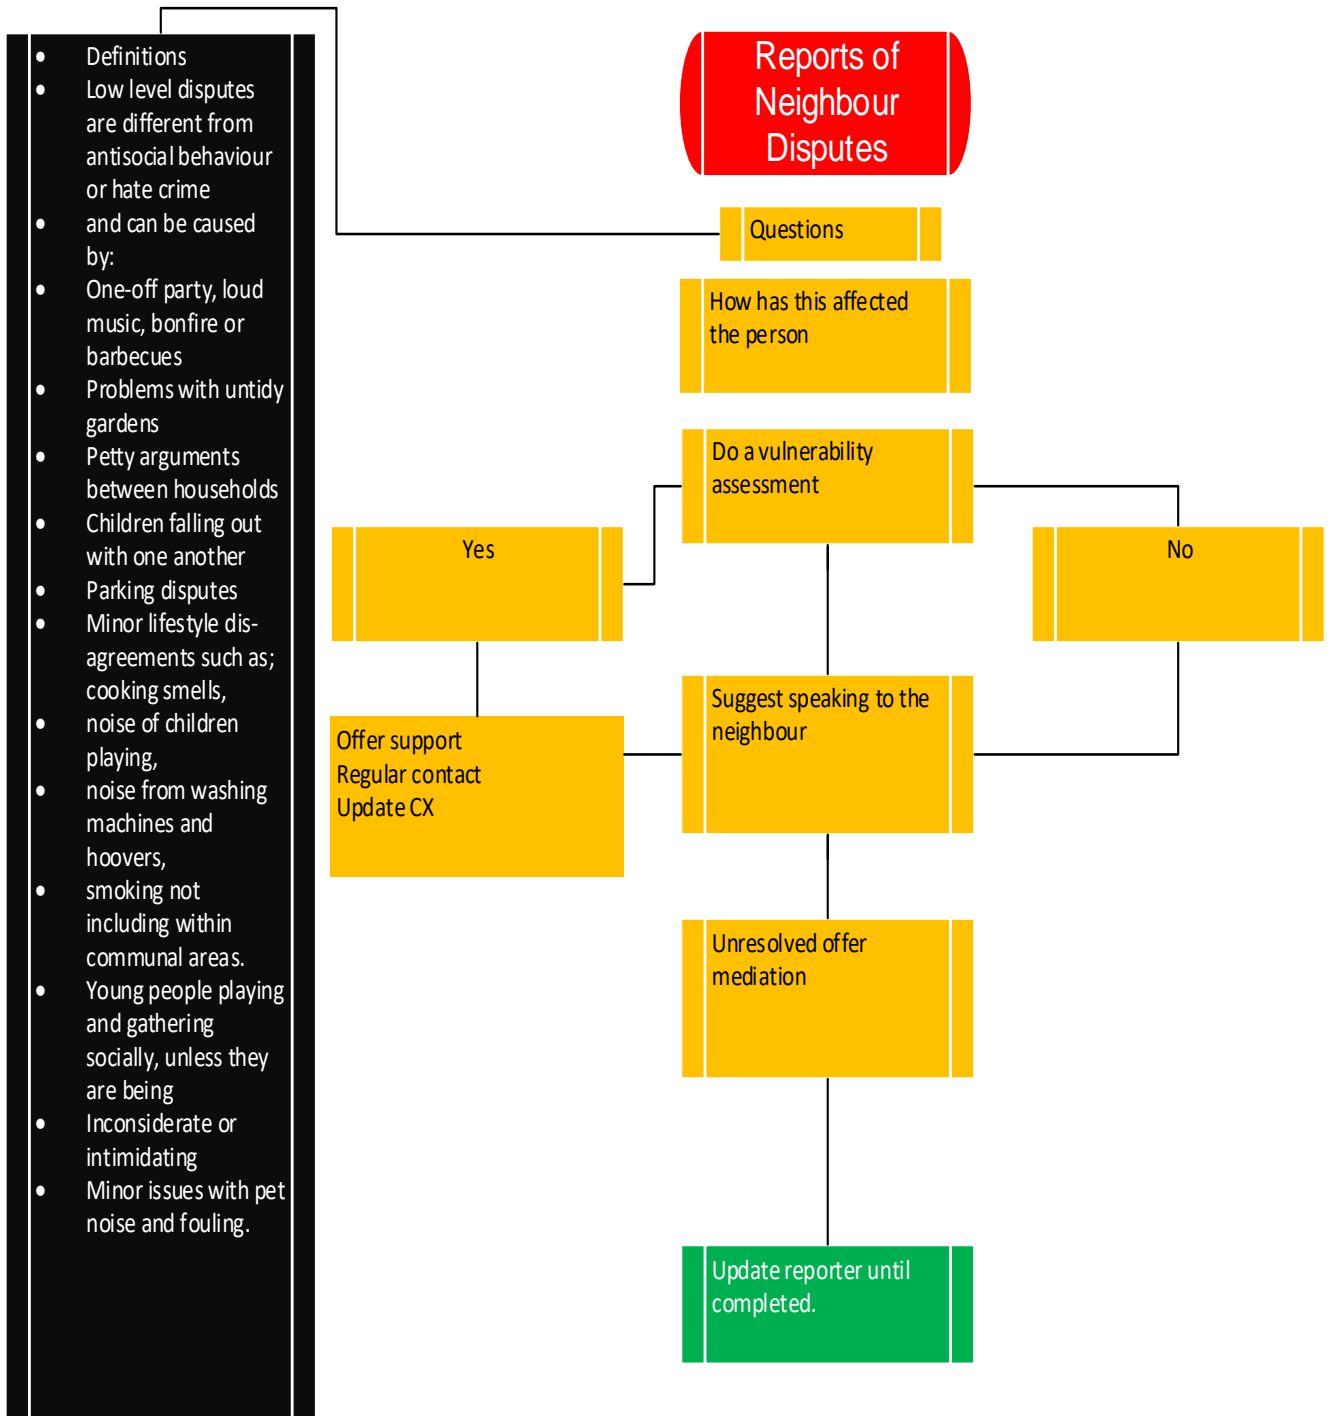 • Definitions
• Low level disputes
are different from
antisocial behaviour
or hate crime
• and can be caused
by:
• One-off party, loud
music, bonfire or
barbecues
• Problems with untidy
gardens
• Petty arguments
between households
• Children falling out
with one another
• Parking disputes
• Minor lifestyle dis-
agreements such as;
cooking smells,
• noise of children
playing,
• noise from washing
machines and
hoovers,
• smoking not
including within
communal areas.
• Young people playing
and gathering
socially, unless they
are being
• Inconsiderate or
intimidating
• Minor issues with pet
noise and fouling.
Reports of
Neighbour
Disputes
Questions
How has this affected
the person
Do a vulnerability
assessment
Yes
No
Offer support
Regular contact
Update CX
Suggest speaking to the
neighbour
Unresolved offer
mediation
Update reporter until
completed.